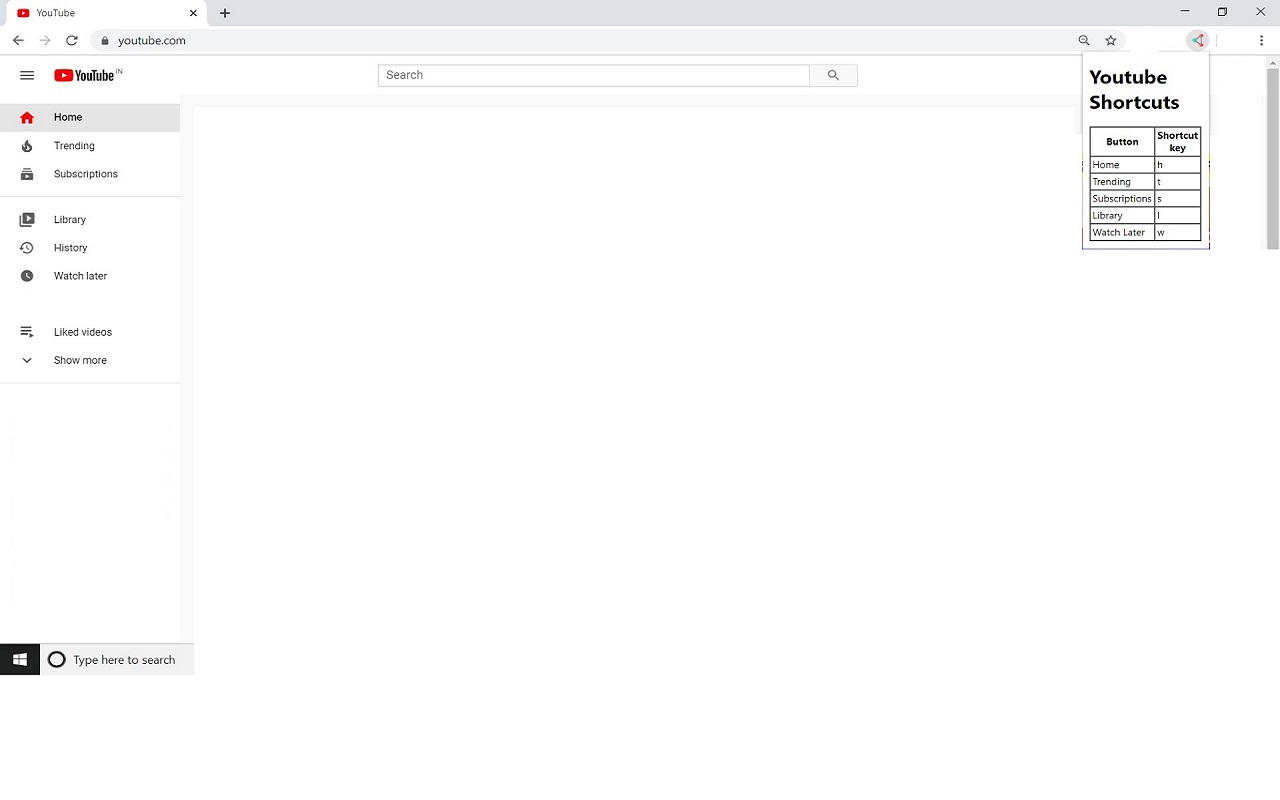 YouTube
youtube.com
YouTube IN
Search
Home
Trending
Subscriptions
Library
History
Watch later
Liked videos
Show more
Type here to search
Youtube
Shortcuts
Button Shortcut
key
Home h
Trending t
Subscriptions s
Library l
Watch Later w